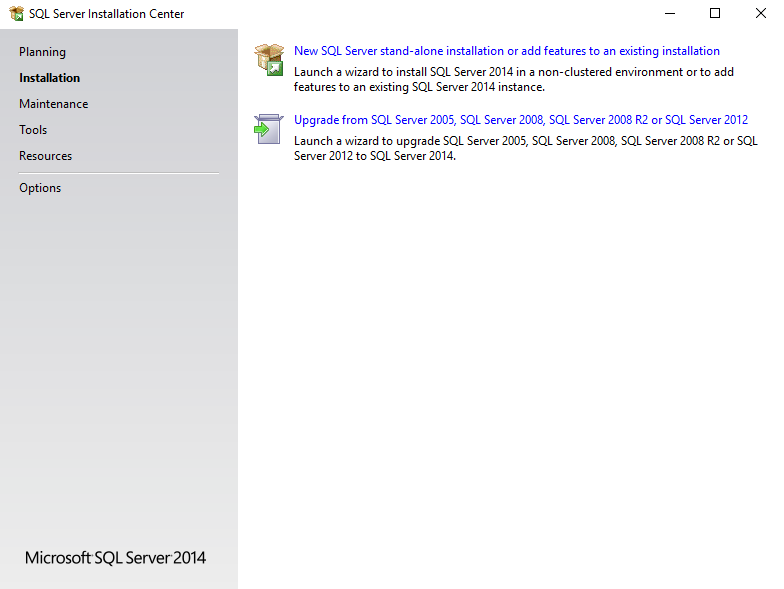 SQL Server Installation Center
Planning
Installation
Maintenance
Tools
Resources
Options
New SQL Server stand-alone installation or add features to an existing installation
Launch a wizard to install SQL Server 2014 in a non-clustered environment or to add
features to an existing SQL Server 2014 instance.
Upgrade from SQL Server 2005, SQL Server 2008, SQL Server 2008 R2 or SQL Server 2012
Launch a wizard to upgrade SQL Server 2005, SQL Server 2008, SQL Server 2008 R2 or SQL
Server 2012 to SQL Server 2014.
Microsoft SQL Server 2014